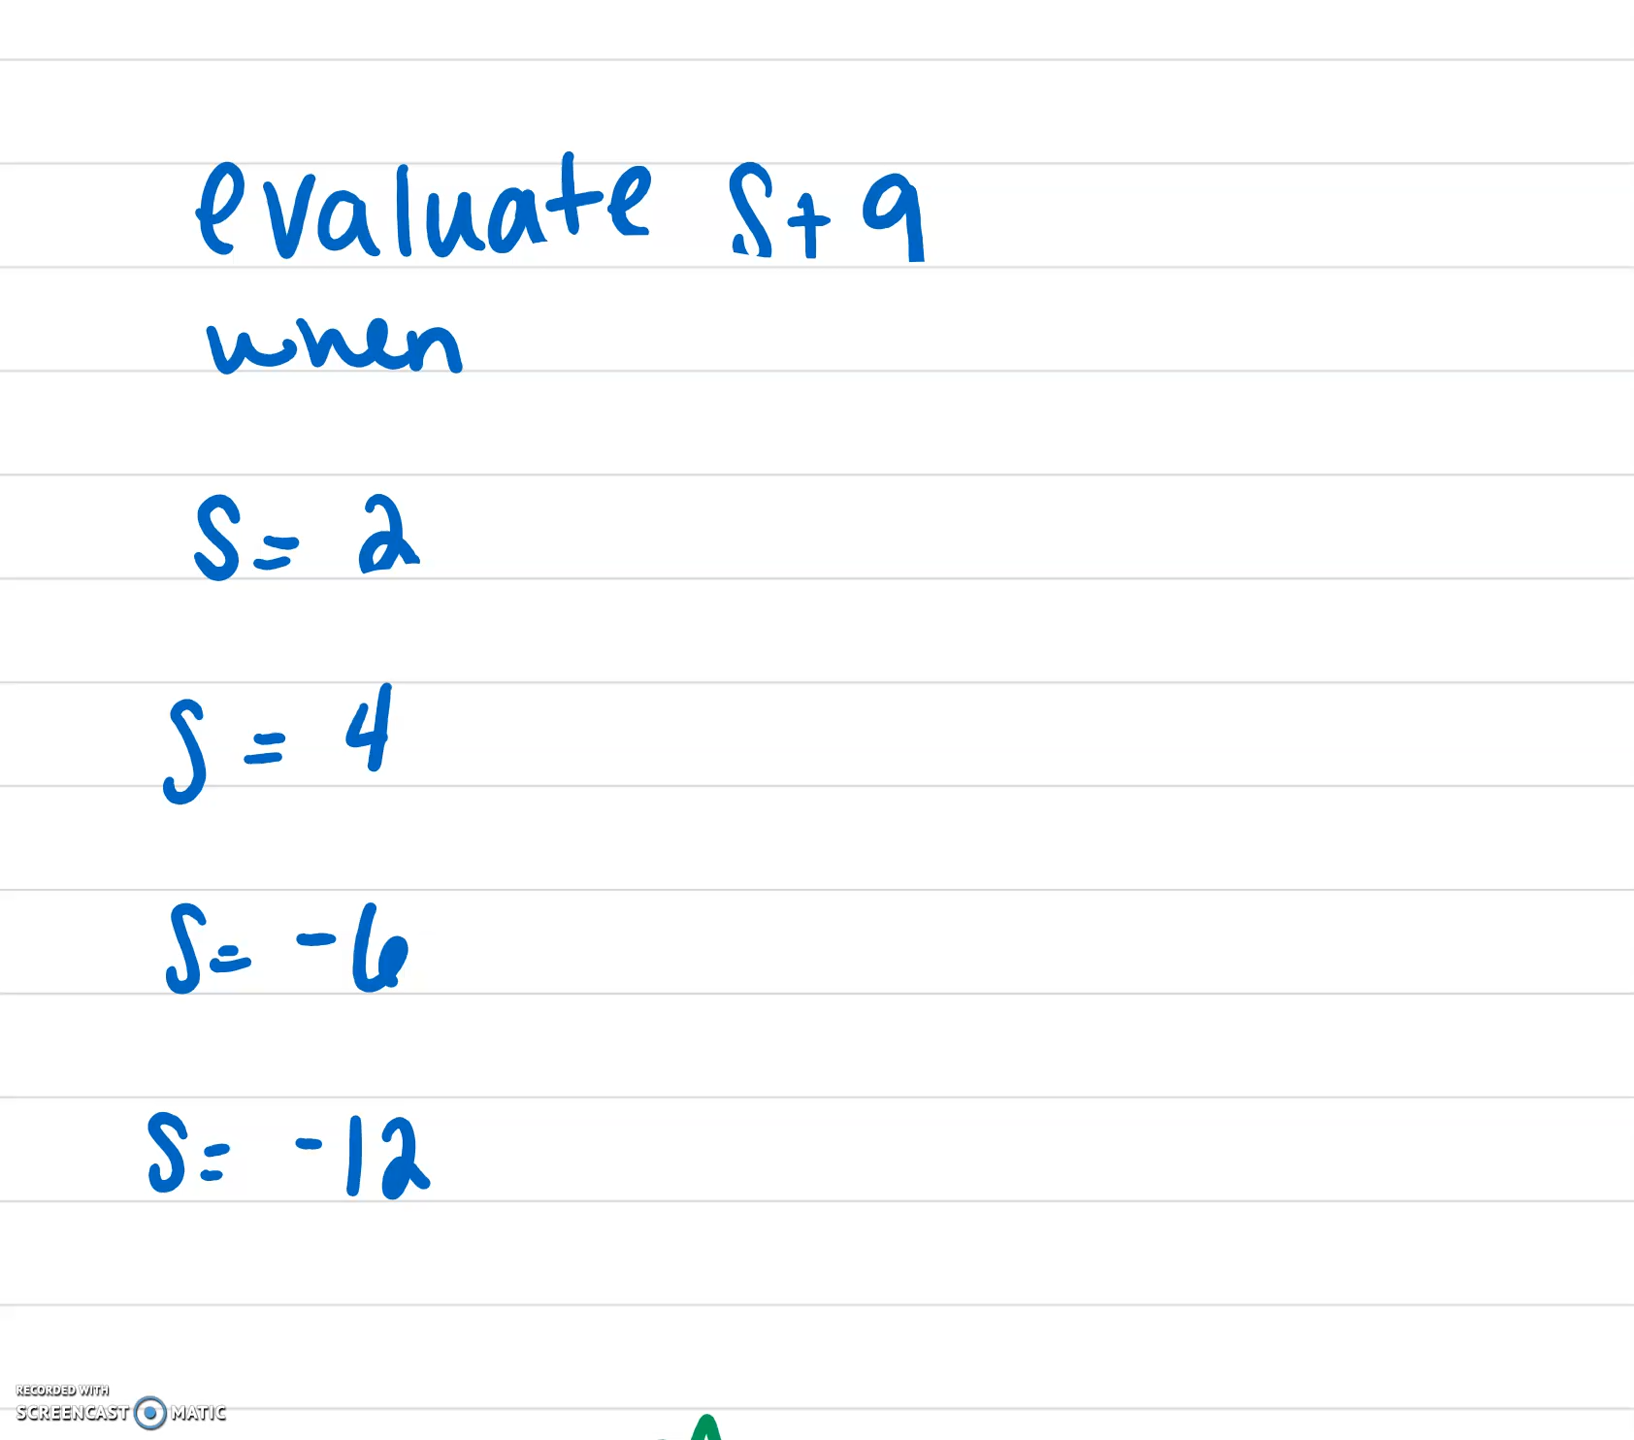 evaluate s+9
when
s= 2
s = 4
s= -6
s= -12
RECORDED WITH
SCREENCAST MATIC